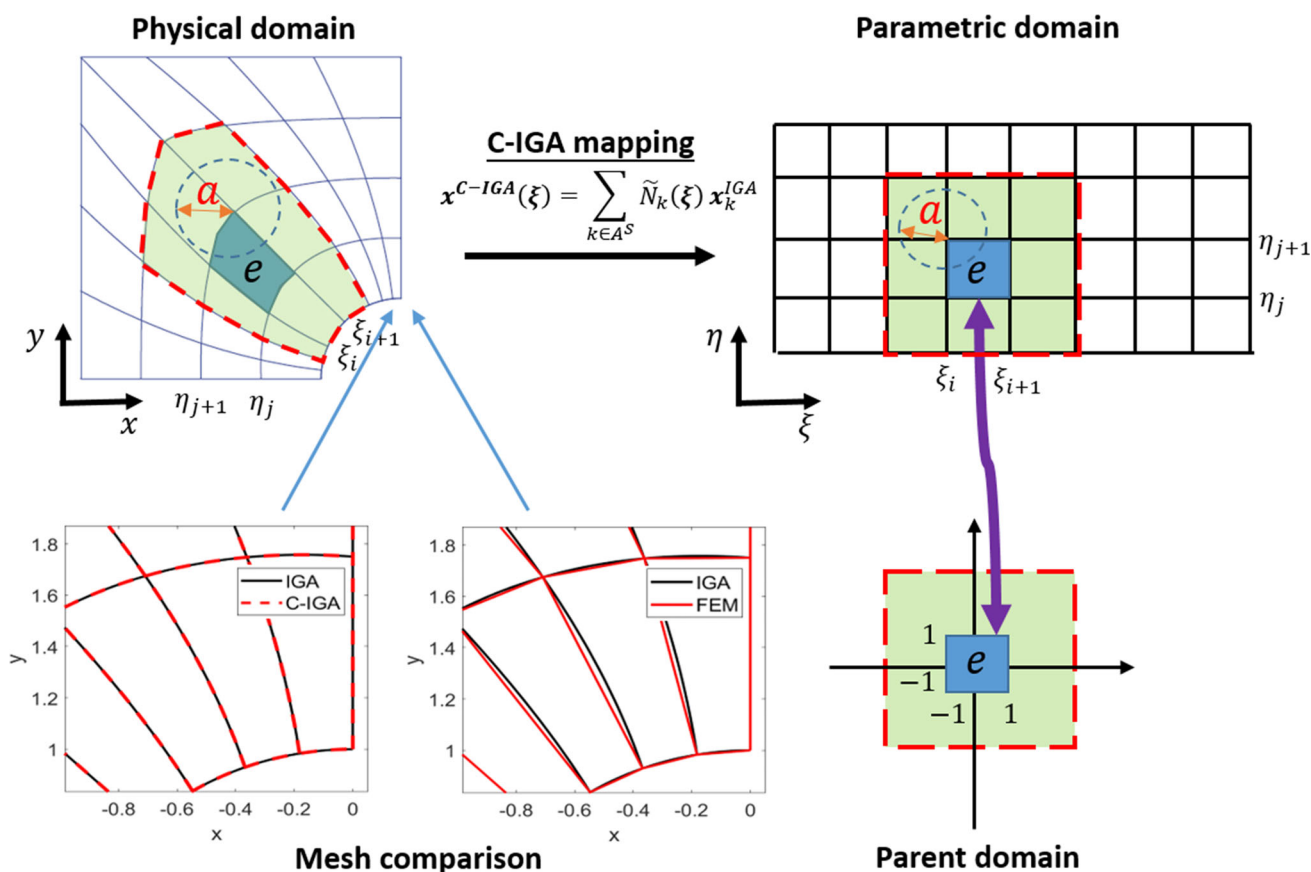 Physical domain
Parametric domain
C-IGA mapping
𝒙^{C−IGA}(𝝃) = ∑_{k∈A^S} Ñ_k(𝝃) 𝒙_k^{IGA}
a
e
y
x
ξ_{i+1}
ξ_i
η_{j+1}
η_j
a
e
η_{j+1}
η_j
η
ξ
ξ_i
ξ_{i+1}
1.8
1.6
1.4
1.2
1
y
-0.8
-0.6
-0.4
-0.2
0
x
IGA
C-IGA
1.8
1.6
1.4
1.2
1
y
-0.8
-0.6
-0.4
-0.2
0
x
IGA
FEM
1
e
−1
−1
1
Mesh comparison
Parent domain